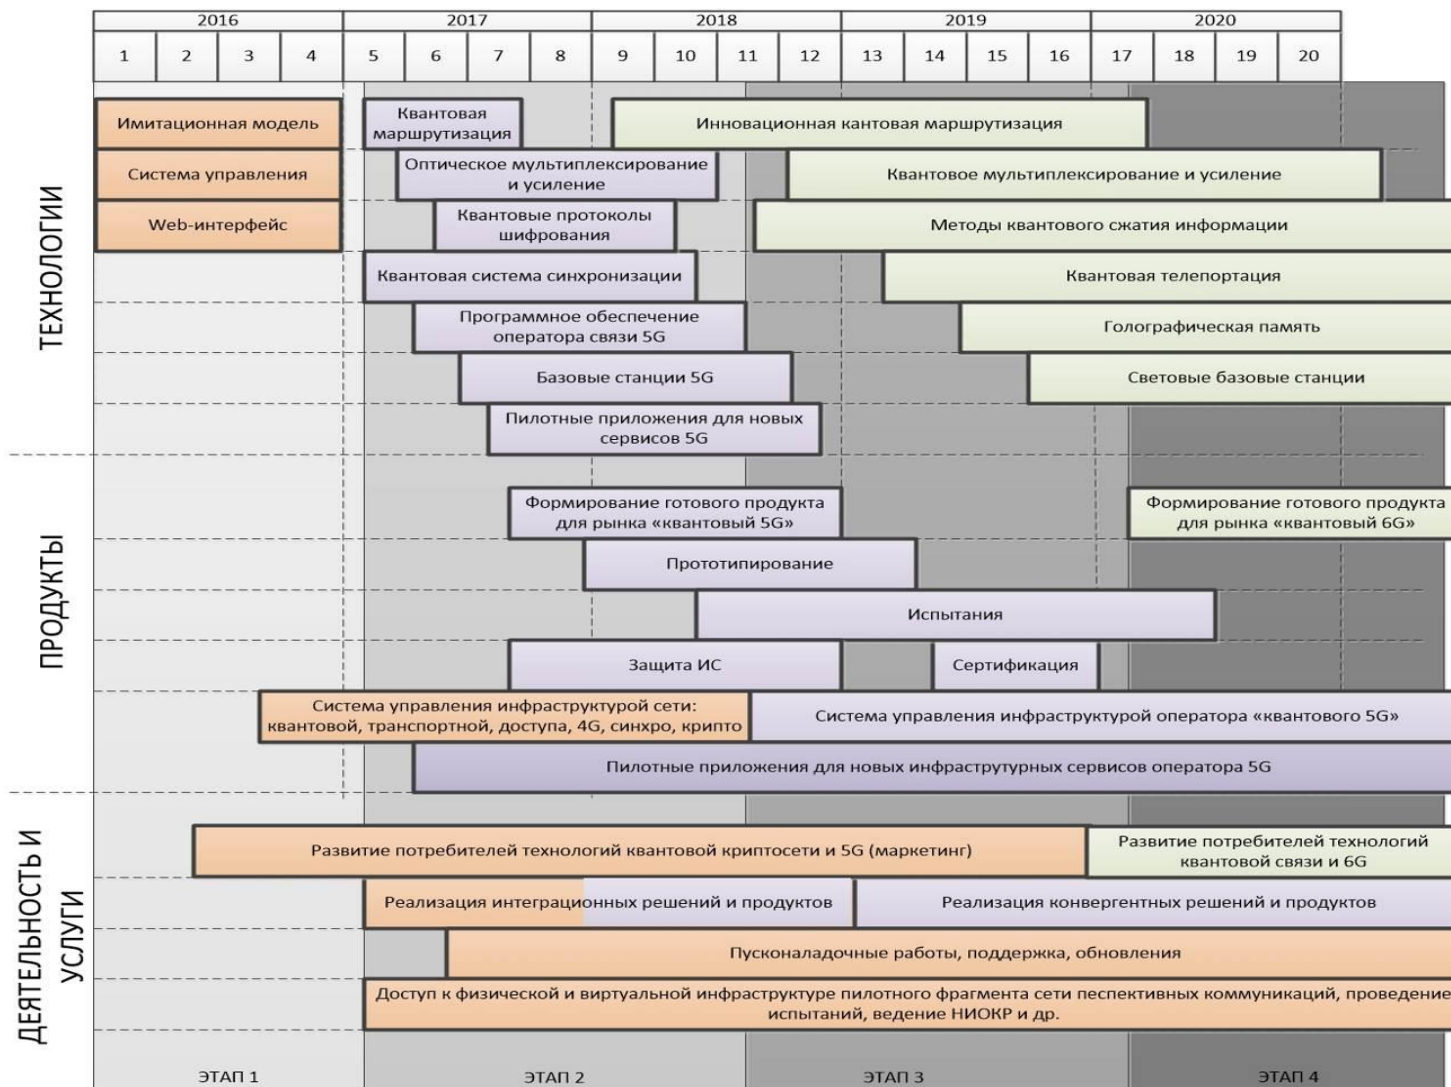 2016 2017 2018 2019 2020
1 2 3 4 5 6 7 8 9 10 11 12 13 14 15 16 17 18 19 20
ТЕХНОЛОГИИ
Имитационная модель
Квантовая
маршрутизация
Инновационная кантовая маршрутизация
Система управления
Оптическое мультиплексирование
и усиление
Квантовое мультиплексирование и усиление
Web-интерфейс
Квантовые протоколы
шифрования
Методы квантового сжатия информации
Квантовая система синхронизации
Квантовая телепортация
Программное обеспечение
оператора связи 5G
Голографическая память
Базовые станции 5G
Световые базовые станции
Пилотные приложения для новых
сервисов 5G
ПРОДУКТЫ
Формирование готового продукта
для рынка «квантовый 5G»
Формирование готового продукта
для рынка «квантовый 6G»
Прототипирование
Испытания
Защита ИС
Сертификация
Система управления инфраструктурой сети:
квантовой, транспортной, доступа, 4G, синхро, крипто
Система управления инфраструктурой оператора «квантового 5G»
Пилотные приложения для новых инфраструтурных сервисов оператора 5G
ДЕЯТЕЛЬНОСТЬ И
УСЛУГИ
Развитие потребителей технологий квантовой криптосети и 5G (маркетинг)
Развитие потребителей технологий
квантовой связи и 6G
Реализация интеграционных решений и продуктов
Реализация конвергентных решений и продуктов
Пусконаладочные работы, поддержка, обновления
Доступ к физической и виртуальной инфраструктуре пилотного фрагмента сети песпективных коммуникаций, проведение
испытаний, ведение НИОКР и др.
ЭТАП 1 ЭТАП 2 ЭТАП 3 ЭТАП 4